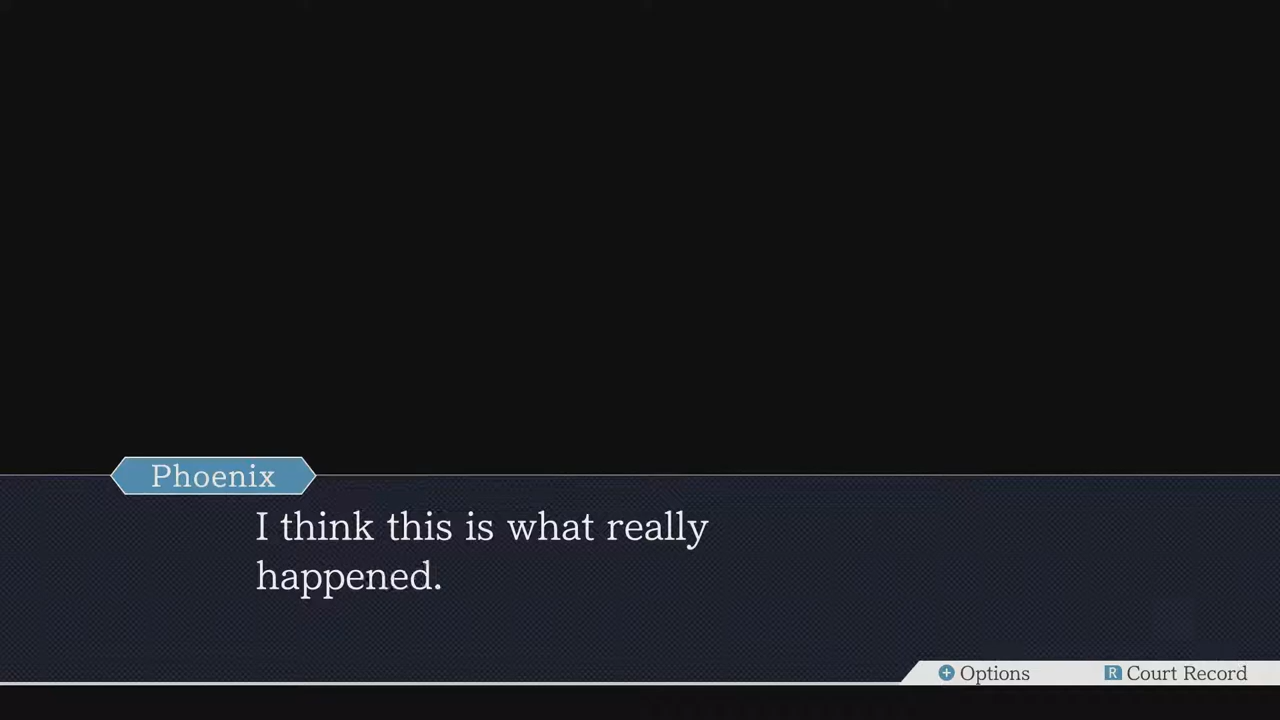 Phoenix
I think this is what really
happened.
+ Options R Court Record